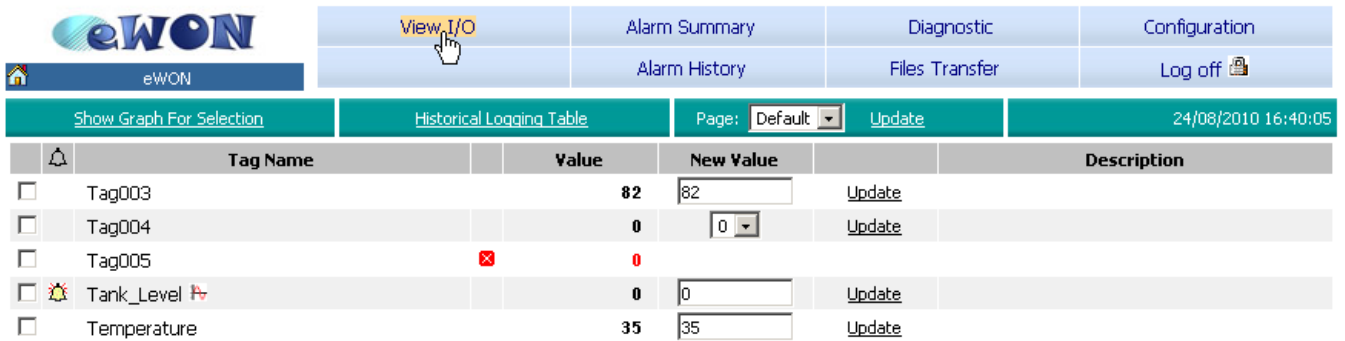 eWON View I/O Alarm Summary Diagnostic Configuration
eWON Alarm History Files Transfer Log off
Show Graph For Selection Historical Logging Table Page: Default Update 24/08/2010 16:40:05
Tag Name Value New Value Description
Tag003 82 82 Update
Tag004 0 0 Update
Tag005 0
Tank_Level 0 0 Update
Temperature 35 35 Update